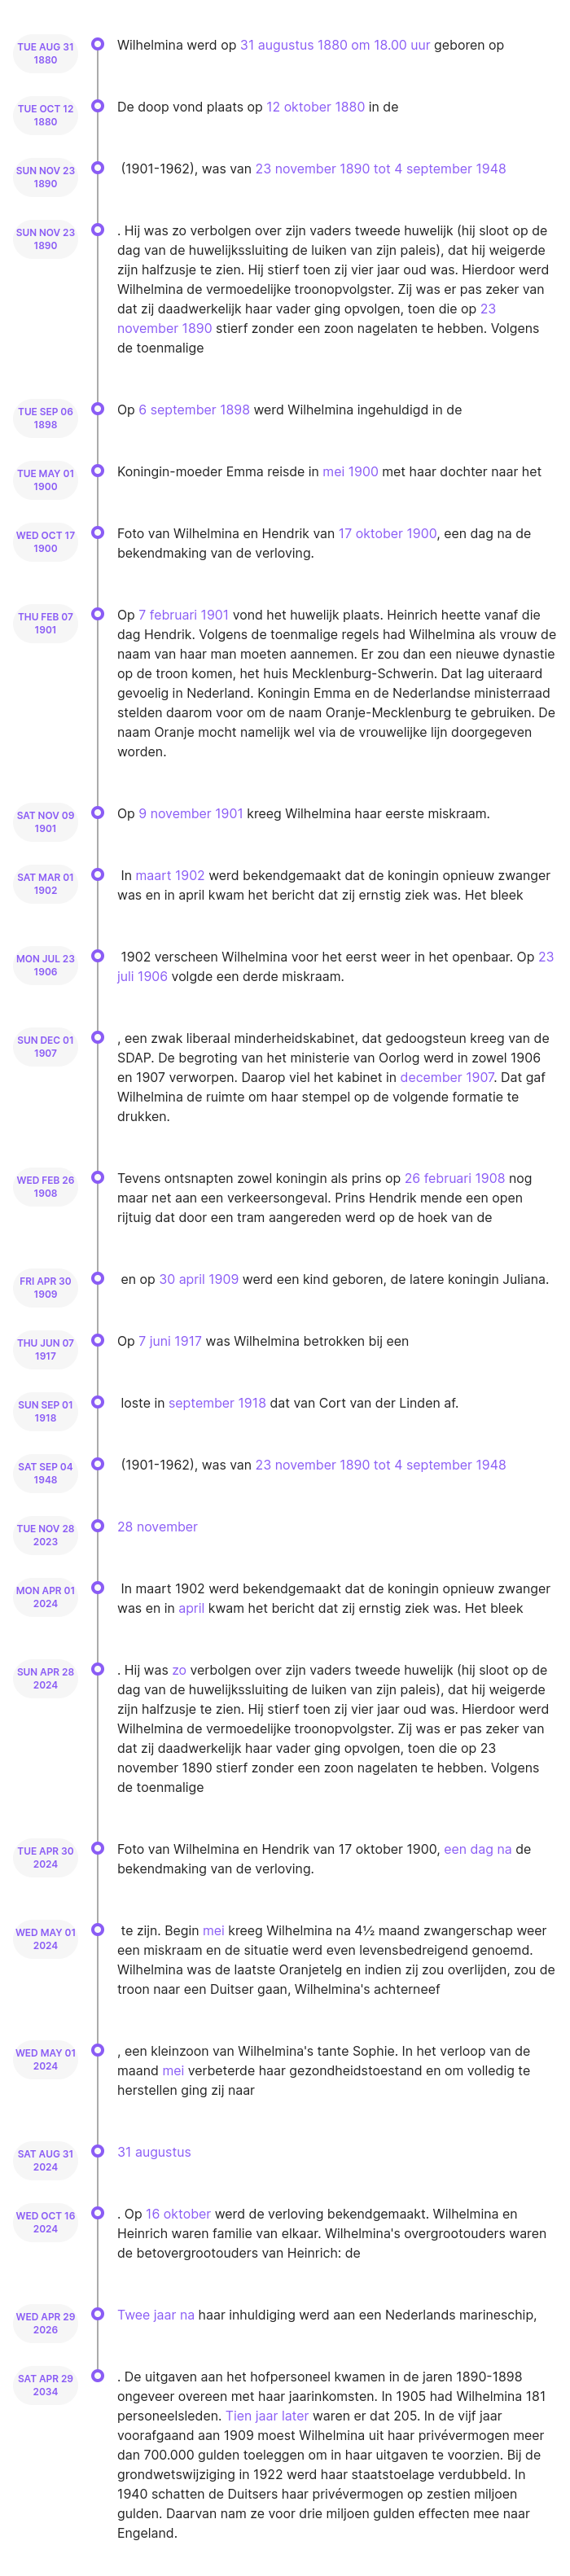 TUE AUG 31
1880
Wilhelmina werd op 31 augustus 1880 om 18.00 uur geboren op
TUE OCT 12
1880
De doop vond plaats op 12 oktober 1880 in de
SUN NOV 23
1890
(1901-1962), was van 23 november 1890 tot 4 september 1948
SUN NOV 23
1890
. Hij was zo verbolgen over zijn vaders tweede huwelijk (hij sloot op de
dag van de huwelijkssluiting de luiken van zijn paleis), dat hij weigerde
zijn halfzusje te zien. Hij stierf toen zij vier jaar oud was. Hierdoor werd
Wilhelmina de vermoedelijke troonopvolgster. Zij was er pas zeker van
dat zij daadwerkelijk haar vader ging opvolgen, toen die op 23
november 1890 stierf zonder een zoon nagelaten te hebben. Volgens
de toenmalige
TUE SEP 06
1898
Op 6 september 1898 werd Wilhelmina ingehuldigd in de
TUE MAY 01
1900
Koningin-moeder Emma reisde in mei 1900 met haar dochter naar het
WED OCT 17
1900
Foto van Wilhelmina en Hendrik van 17 oktober 1900, een dag na de
bekendmaking van de verloving.
THU FEB 07
1901
Op 7 februari 1901 vond het huwelijk plaats. Heinrich heette vanaf die
dag Hendrik. Volgens de toenmalige regels had Wilhelmina als vrouw de
naam van haar man moeten aannemen. Er zou dan een nieuwe dynastie
op de troon komen, het huis Mecklenburg-Schwerin. Dat lag uiteraard
gevoelig in Nederland. Koningin Emma en de Nederlandse ministerraad
stelden daarom voor om de naam Oranje-Mecklenburg te gebruiken. De
naam Oranje mocht namelijk wel via de vrouwelijke lijn doorgegeven
worden.
SAT NOV 09
1901
Op 9 november 1901 kreeg Wilhelmina haar eerste miskraam.
SAT MAR 01
1902
In maart 1902 werd bekendgemaakt dat de koningin opnieuw zwanger
was en in april kwam het bericht dat zij ernstig ziek was. Het bleek
MON JUL 23
1906
1902 verscheen Wilhelmina voor het eerst weer in het openbaar. Op 23
juli 1906 volgde een derde miskraam.
SUN DEC 01
1907
, een zwak liberaal minderheidskabinet, dat gedoogsteun kreeg van de
SDAP. De begroting van het ministerie van Oorlog werd in zowel 1906
en 1907 verworpen. Daarop viel het kabinet in december 1907. Dat gaf
Wilhelmina de ruimte om haar stempel op de volgende formatie te
drukken.
WED FEB 26
1908
Tevens ontsnapten zowel koningin als prins op 26 februari 1908 nog
maar net aan een verkeersongeval. Prins Hendrik mende een open
rijtuig dat door een tram aangereden werd op de hoek van de
FRI APR 30
1909
en op 30 april 1909 werd een kind geboren, de latere koningin Juliana.
THU JUN 07
1917
Op 7 juni 1917 was Wilhelmina betrokken bij een
SUN SEP 01
1918
loste in september 1918 dat van Cort van der Linden af.
SAT SEP 04
1948
(1901-1962), was van 23 november 1890 tot 4 september 1948
TUE NOV 28
2023
28 november
MON APR 01
2024
In maart 1902 werd bekendgemaakt dat de koningin opnieuw zwanger
was en in april kwam het bericht dat zij ernstig ziek was. Het bleek
SUN APR 28
2024
. Hij was zo verbolgen over zijn vaders tweede huwelijk (hij sloot op de
dag van de huwelijkssluiting de luiken van zijn paleis), dat hij weigerde
zijn halfzusje te zien. Hij stierf toen zij vier jaar oud was. Hierdoor werd
Wilhelmina de vermoedelijke troonopvolgster. Zij was er pas zeker van
dat zij daadwerkelijk haar vader ging opvolgen, toen die op 23
november 1890 stierf zonder een zoon nagelaten te hebben. Volgens
de toenmalige
TUE APR 30
2024
Foto van Wilhelmina en Hendrik van 17 oktober 1900, een dag na de
bekendmaking van de verloving.
WED MAY 01
2024
te zijn. Begin mei kreeg Wilhelmina na 4½ maand zwangerschap weer
een miskraam en de situatie werd even levensbedreigend genoemd.
Wilhelmina was de laatste Oranjetelg en indien zij zou overlijden, zou de
troon naar een Duitser gaan, Wilhelmina's achterneef
WED MAY 01
2024
, een kleinzoon van Wilhelmina's tante Sophie. In het verloop van de
maand mei verbeterde haar gezondheidstoestand en om volledig te
herstellen ging zij naar
SAT AUG 31
2024
31 augustus
WED OCT 16
2024
. Op 16 oktober werd de verloving bekendgemaakt. Wilhelmina en
Heinrich waren familie van elkaar. Wilhelmina's overgrootouders waren
de betovergrootouders van Heinrich: de
WED APR 29
2026
Twee jaar na haar inhuldiging werd aan een Nederlands marineschip,
SAT APR 29
2034
. De uitgaven aan het hofpersoneel kwamen in de jaren 1890-1898
ongeveer overeen met haar jaarinkomsten. In 1905 had Wilhelmina 181
personeelsleden. Tien jaar later waren er dat 205. In de vijf jaar
voorafgaand aan 1909 moest Wilhelmina uit haar privévermogen meer
dan 700.000 gulden toeleggen om in haar uitgaven te voorzien. Bij de
grondwetswijziging in 1922 werd haar staatstoelage verdubbeld. In
1940 schatten de Duitsers haar privévermogen op zestien miljoen
gulden. Daarvan nam ze voor drie miljoen gulden effecten mee naar
Engeland.